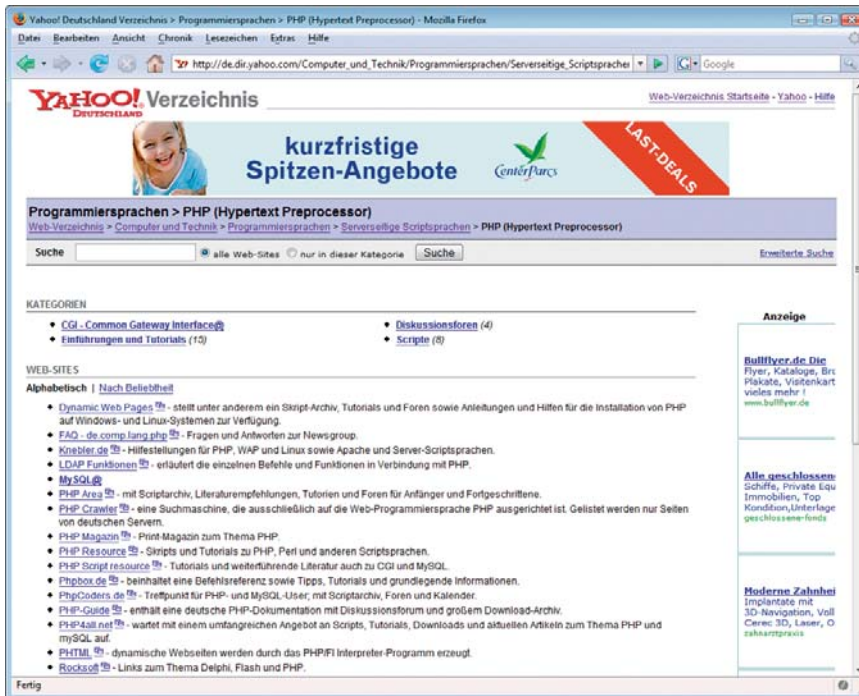 Yahoo! Deutschland Verzeichnis > Programmiersprachen > PHP (Hypertext Preprocessor) - Mozilla Firefox
Datei Bearbeiten Ansicht Chronik Lesezeichen Extras Hilfe
http://de.dir.yahoo.com/Computer_und_Technik/Programmiersprachen/Serverseitige_Scriptsprachen
Google
YAHOO! Verzeichnis
DEUTSCHLAND
Web-Verzeichnis Startseite - Yahoo - Hilfe
kurzfristige
Spitzen-Angebote
CenterParcs
LAST-DEALS
Programmiersprachen > PHP (Hypertext Preprocessor)
Web-Verzeichnis > Computer und Technik > Programmiersprachen > Serverseitige Scriptsprachen > PHP (Hypertext Preprocessor)
Suche alle Web-Sites nur in dieser Kategorie Suche Erweiterte Suche
KATEGORIEN
CGI - Common Gateway Interface@
Einführungen und Tutorials (15)
Diskussionsforen (4)
Scripte (8)
WEB-SITES
Alphabetisch | Nach Beliebtheit
Dynamic Web Pages - stellt unter anderem ein Skript-Archiv, Tutorials und Foren sowie Anleitungen und Hilfen für die Installation von PHP
auf Windows- und Linux-Systemen zur Verfügung.
FAQ - de.comp.lang.php - Fragen und Antworten zur Newsgroup.
Knebler.de - Hilfestellungen für PHP, WAP und Linux sowie Apache und Server-Scriptsprachen.
LDAP Funktionen - erläutert die einzelnen Befehle und Funktionen in Verbindung mit PHP.
MySQL@
PHP Area - mit Scriptarchiv, Literaturempfehlungen, Tutorien und Foren für Anfänger und Fortgeschrittene.
PHP Crawler - eine Suchmaschine, die ausschließlich auf die Web-Programmiersprache PHP ausgerichtet ist. Gelistet werden nur Seiten
von deutschen Servern.
PHP Magazin - Print-Magazin zum Thema PHP.
PHP Resource - Skripts und Tutorials zu PHP, Perl und anderen Scriptsprachen.
PHP Script resource - Tutorials und weiterführende Literatur auch zu CGI und MySQL.
Phpbox.de - beinhaltet eine Befehlsreferenz sowie Tipps, Tutorials und grundlegende Informationen.
PhpCoders.de - Treffpunkt für PHP- und MySQL-User; mit Scriptarchiv, Foren und Kalender.
PHP-Guide - enthält eine deutsche PHP-Dokumentation mit Diskussionsforum und großem Download-Archiv.
PHP4all.net - wartet mit einem umfangreichen Angebot an Scripts, Tutorials, Downloads und aktuellen Artikeln zum Thema PHP und
mySQL auf.
PHTML - dynamische Webseiten werden durch das PHP/FI Interpreter-Programm erzeugt.
Rocksoft - Links zum Thema Delphi, Flash und PHP.
Anzeige
Bullflyer.de Die
Flyer, Kataloge, Bro
Plakate, Visitenkart
vieles mehr !
www.bullflyer.de
Alle geschlossen
Schiffe, Private Equ
Immobilien, Top
Kondition,Unterlage
geschlossene-fonds
Moderne Zahnhei
Implantate mit
3D-Navigation, Voll
Cerec 3D, Laser, O
zahnarztpraxis
Fertig